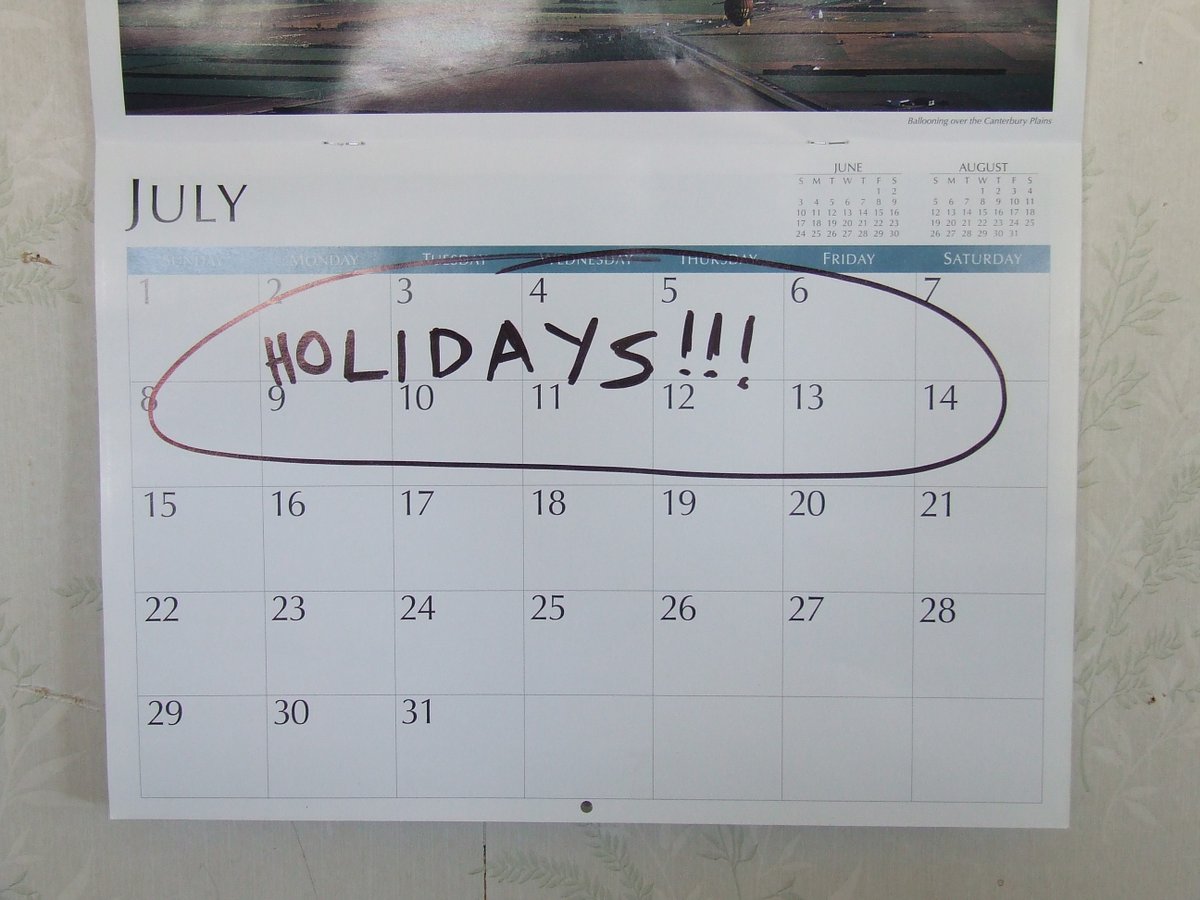 Ballooning over the Canterbury Plains
JULY
JUNE
S M T W T F S
1 2
3 4 5 6 7 8 9
10 11 12 13 14 15 16
17 18 19 20 21 22 23
24 25 26 27 28 29 30
AUGUST
S M T W T F S
1 2 3 4
5 6 7 8 9 10 11
12 13 14 15 16 17 18
19 20 21 22 23 24 25
26 27 28 29 30 31
SUNDAY MONDAY TUESDAY WEDNESDAY THURSDAY FRIDAY SATURDAY
1 2 3 4 5 6 7
HOLIDAYS!!!
8 9 10 11 12 13 14
15 16 17 18 19 20 21
22 23 24 25 26 27 28
29 30 31